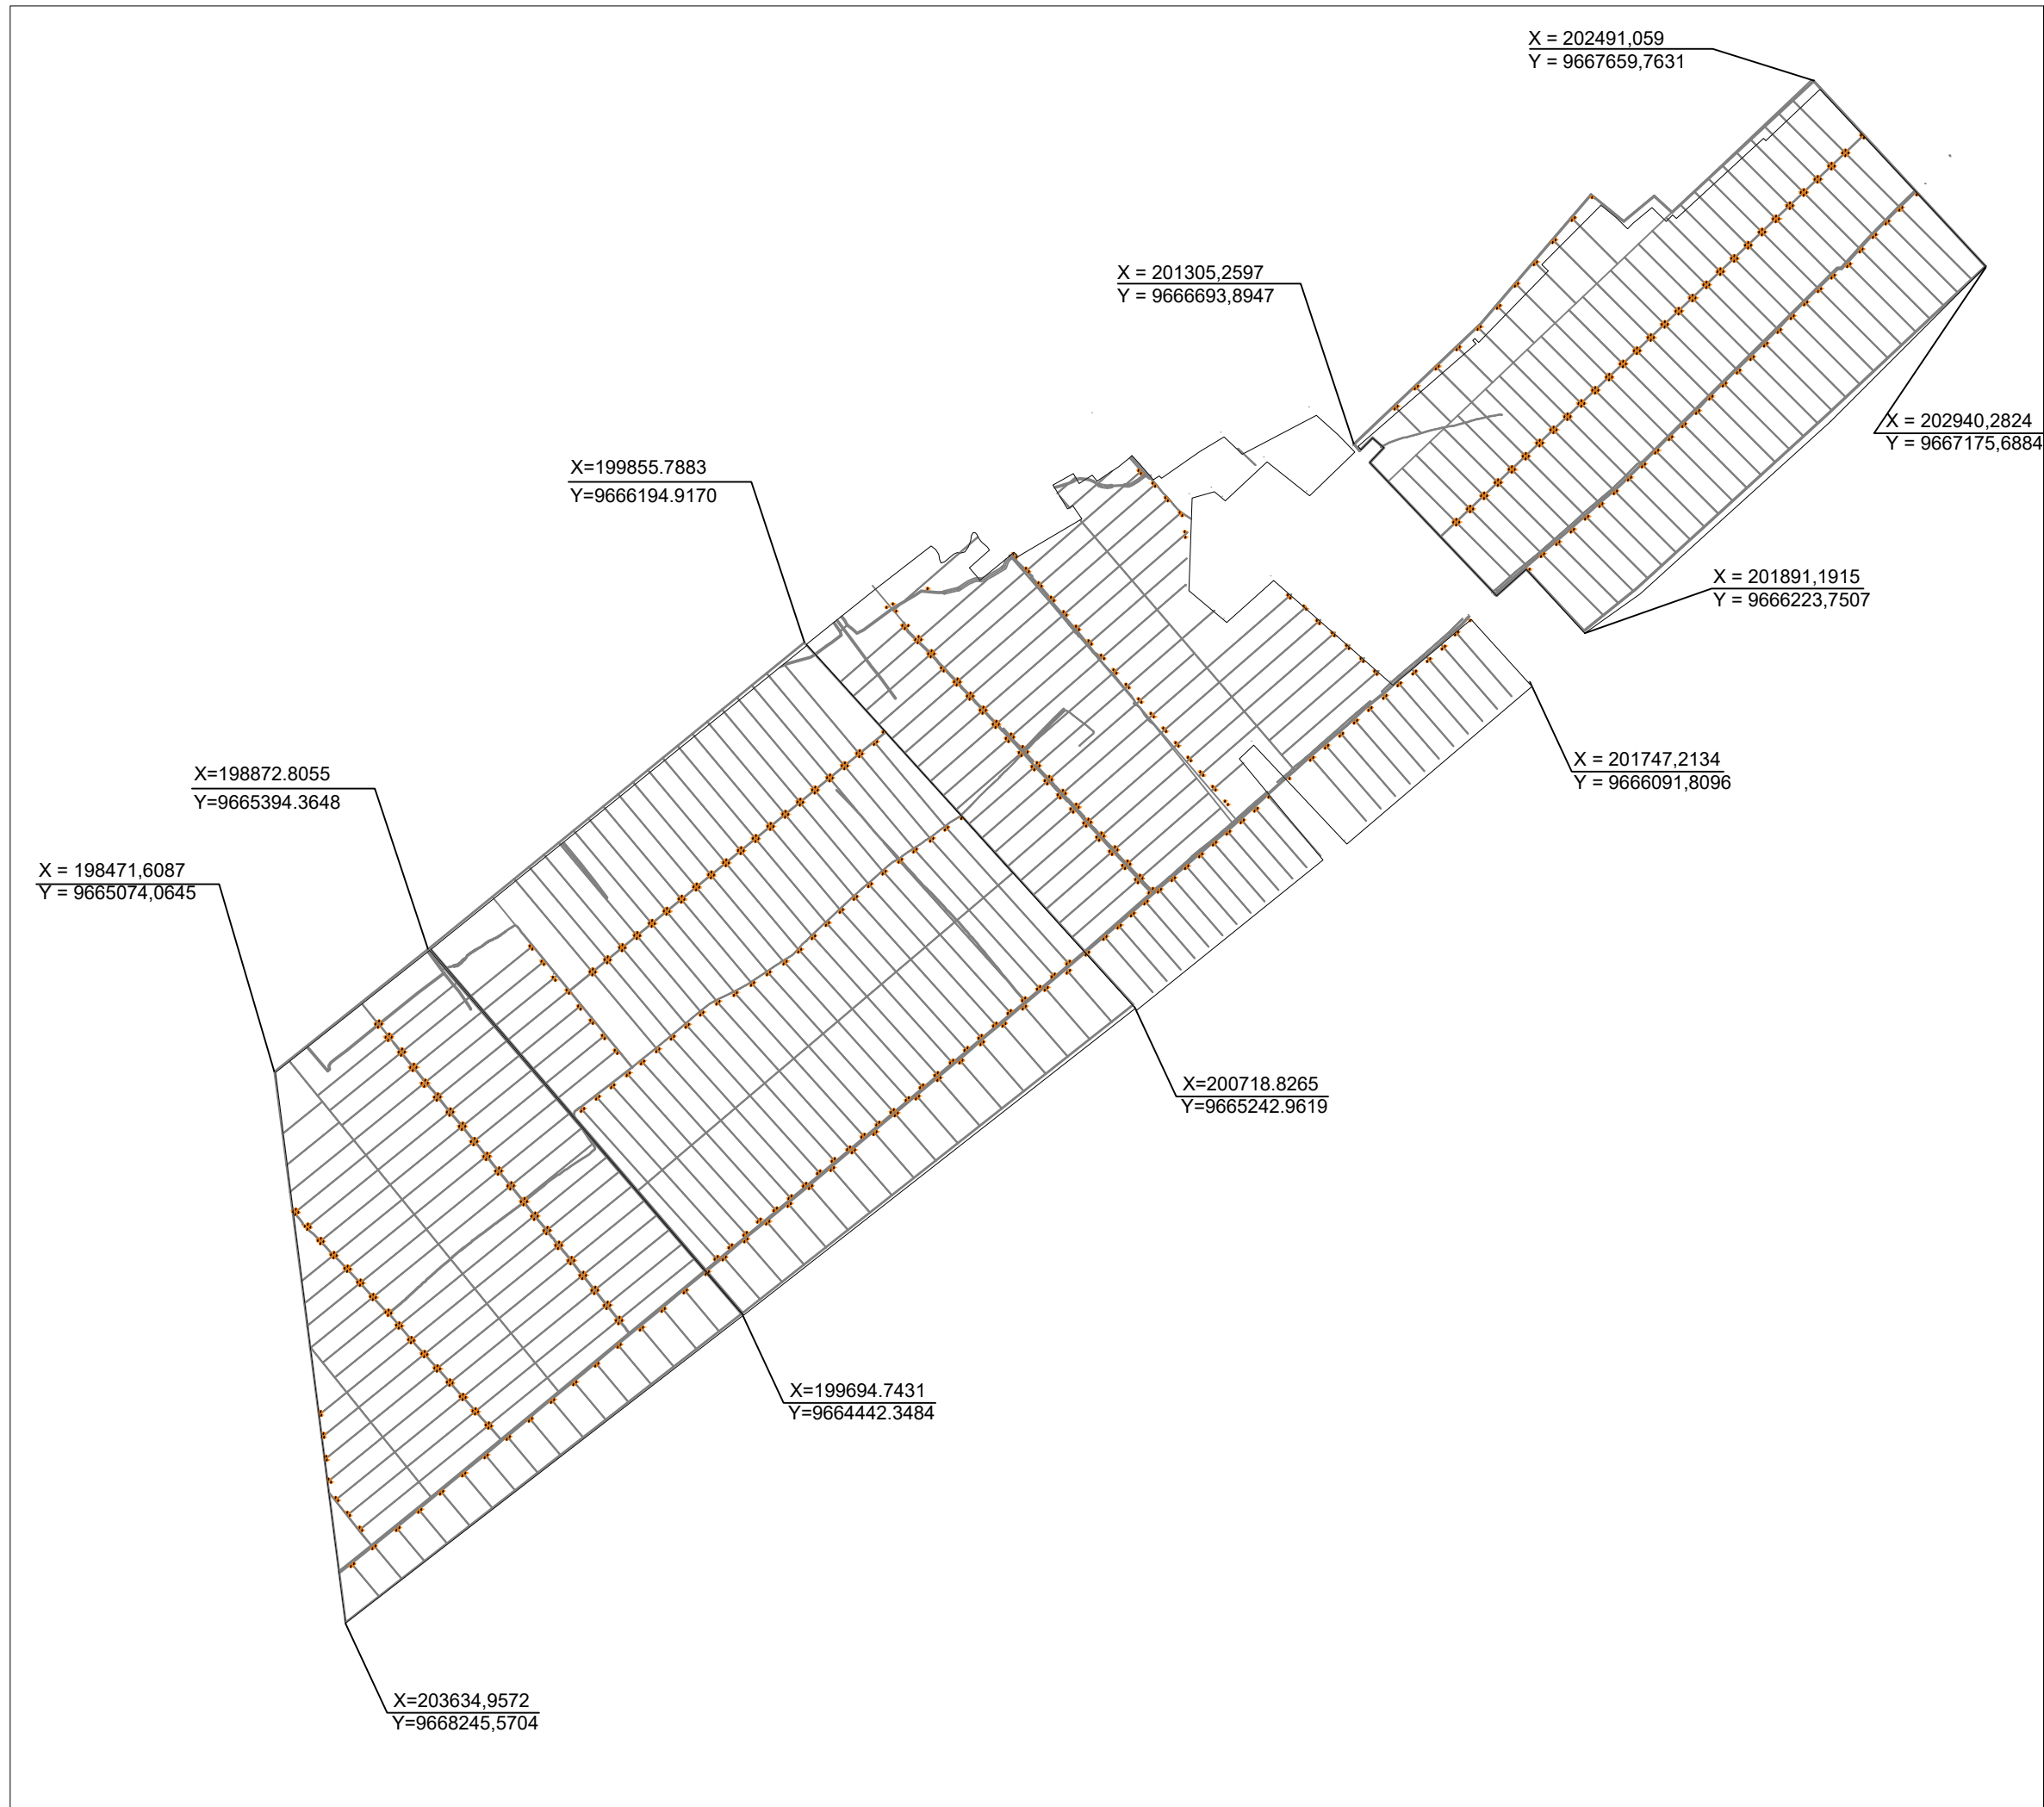 X = 202491,059
Y = 9667659,7631
X = 201305,2597
Y = 9666693,8947
X = 202940,2824
Y = 9667175,6884
X=199855.7883
Y=9666194.9170
X = 201891,1915
Y = 9666223,7507
X = 201747,2134
Y = 9666091,8096
X=198872.8055
Y=9665394.3648
X = 198471,6087
Y = 9665074,0645
X=200718.8265
Y=9665242.9619
X=199694.7431
Y=9664442.3484
X=203634,9572
Y=9668245,5704